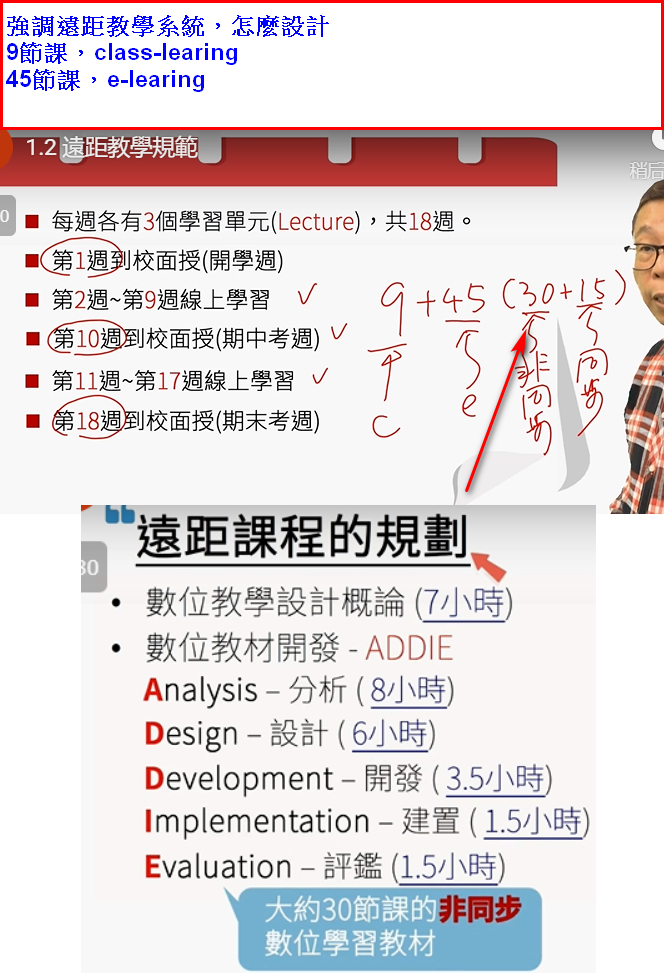 強調遠距教學系統，怎麼設計
9節課，class-learing
45節課，e-learing
1.2 遠距教學規範
稍后
0
每週各有3個學習單元(Lecture)，共18週。
第1週到校面授(開學週)
第2週~第9週線上學習
第10週到校面授(期中考週)
第11週~第17週線上學習
第18週到校面授(期末考週)
9+45(30+15)
節 節 節 節
C e 非同步 同步
遠距課程的規劃
30
• 數位教學設計概論 (7小時)
• 數位教材開發 - ADDIE
Analysis – 分析 ( 8小時)
Design – 設計 ( 6小時)
Development – 開發 ( 3.5小時)
Implementation – 建置 ( 1.5小時)
Evaluation – 評鑑 (1.5小時)
大約30節課的非同步
數位學習教材